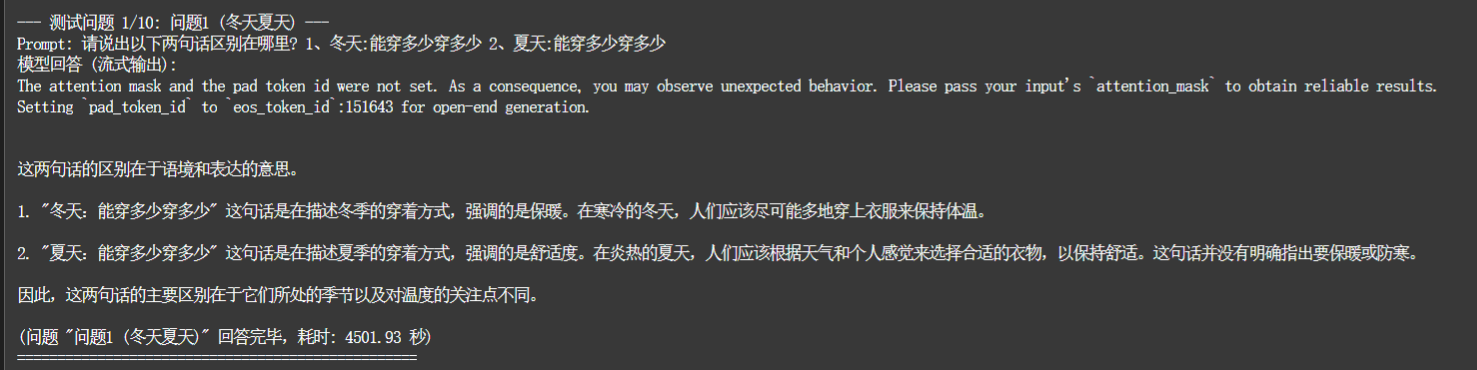 --- 测试问题 1/10: 问题1 (冬天夏天) ---
Prompt: 请说出以下两句话区别在哪里? 1、冬天:能穿多少穿多少 2、夏天:能穿多少穿多少
模型回答 (流式输出):
The attention mask and the pad token id were not set. As a consequence, you may observe unexpected behavior. Please pass your input's `attention_mask` to obtain reliable results.
Setting `pad_token_id` to `eos_token_id`:151643 for open-end generation.
这两句话的区别在于语境和表达的意思。
1. "冬天：能穿多少穿多少" 这句话是在描述冬季的穿着方式，强调的是保暖。在寒冷的冬天，人们应该尽可能多地穿上衣服来保持体温。
2. "夏天：能穿多少穿多少" 这句话是在描述夏季的穿着方式，强调的是舒适度。在炎热的夏天，人们应该根据天气和个人感觉来选择合适的衣物，以保持舒适。这句话并没有明确指出要保暖或防寒。
因此，这两句话的主要区别在于它们所处的季节以及对温度的关注点不同。
(问题 "问题1 (冬天夏天)" 回答完毕，耗时: 4501.93 秒)
==================================================